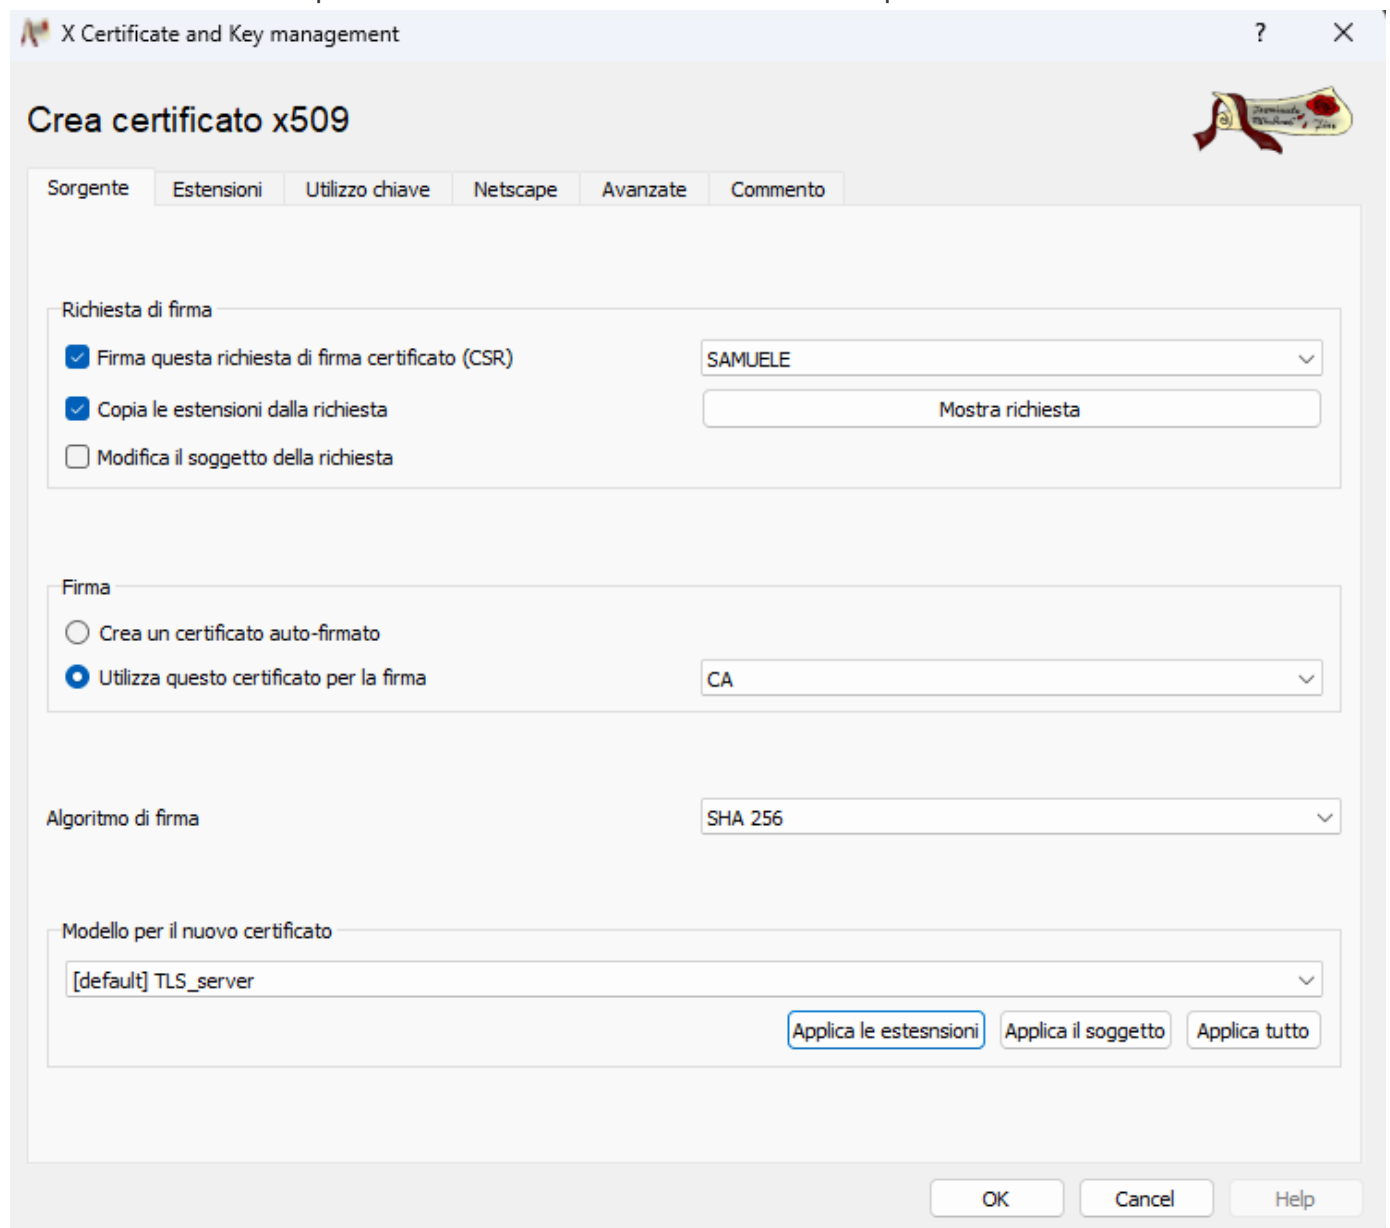 X Certificate and Key management
?
Crea certificato x509
Sorgente Estensioni Utilizzo chiave Netscape Avanzate Commento
Richiesta di firma
Firma questa richiesta di firma certificato (CSR) SAMUELE
Copia le estensioni dalla richiesta Mostra richiesta
Modifica il soggetto della richiesta
Firma
Crea un certificato auto-firmato
Utilizza questo certificato per la firma CA
Algoritmo di firma SHA 256
Modello per il nuovo certificato
[default] TLS_server
Applica le estesnsioni Applica il soggetto Applica tutto
OK Cancel Help